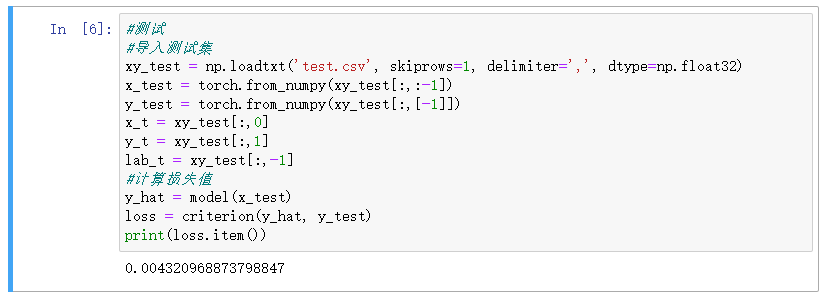 In [6]:
#测试
#导入测试集
xy_test = np.loadtxt('test.csv', skiprows=1, delimiter=',', dtype=np.float32)
x_test = torch.from_numpy(xy_test[:,:-1])
y_test = torch.from_numpy(xy_test[:,[-1]])
x_t = xy_test[:,0]
y_t = xy_test[:,1]
lab_t = xy_test[:,-1]
#计算损失值
y_hat = model(x_test)
loss = criterion(y_hat, y_test)
print(loss.item())
0.004320968873798847